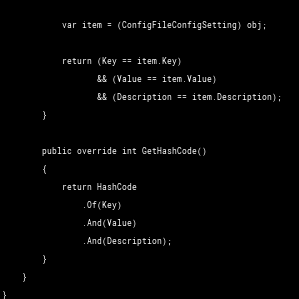 var item = (ConfigFileConfigSetting) obj;
return (Key == item.Key)
&& (Value == item.Value)
&& (Description == item.Description);
}
public override int GetHashCode()
{
return HashCode
.Of(Key)
.And(Value)
.And(Description);
}
}
}